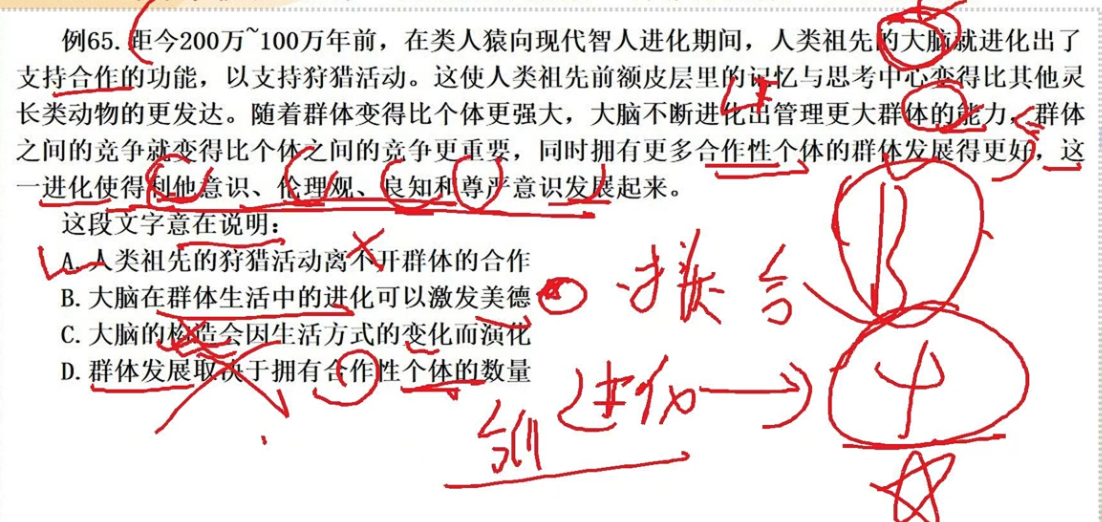 例65.距今200万~100万年前，在类人猿向现代智人进化期间，人类祖先的大脑就进化出了
支持合作的功能，以支持狩猎活动。这使人类祖先前额皮层里的记忆与思考中心变得比其他灵
长类动物的更发达。随着群体变得比个体更强大，大脑不断进化出管理更大群体的能力，群体
之间的竞争就变得比个体之间的竞争更重要，同时拥有更多合作性个体的群体发展得更好，这
一进化使得利他意识、伦理观、良知和尊严意识发展起来。
这段文字意在说明：
A.人类祖先的狩猎活动离不开群体的合作
B.大脑在群体生活中的进化可以激发美德
C.大脑的构造会因生活方式的变化而演化
D.群体发展取决于拥有合作性个体的数量
进化